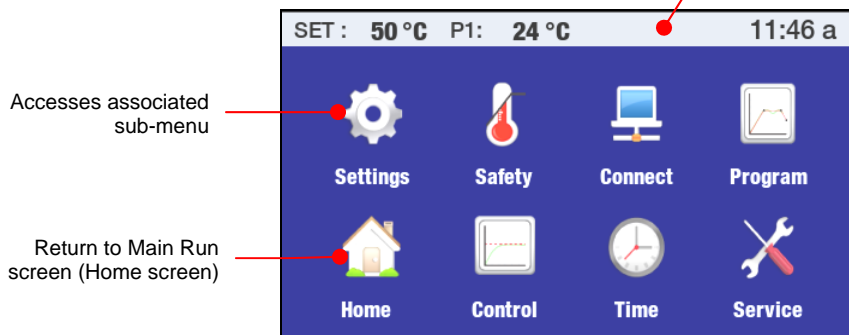 SET : 50 °C P1: 24 °C 11:46 a
Accesses associated
sub-menu
Settings Safety Connect Program
Return to Main Run
screen (Home screen)
Home Control Time Service